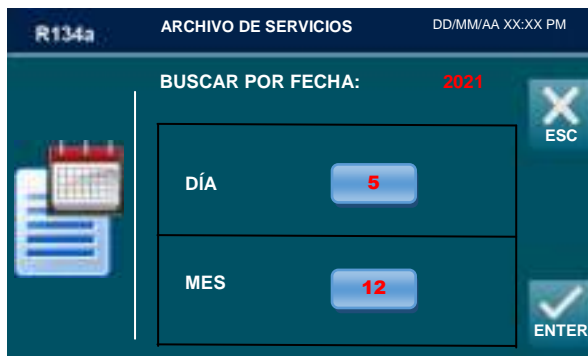 R134a
ARCHIVO DE SERVICIOS
DD/MM/AA XX:XX PM
BUSCAR POR FECHA: 2021
ESC
DÍA 5
MES 12
ENTER